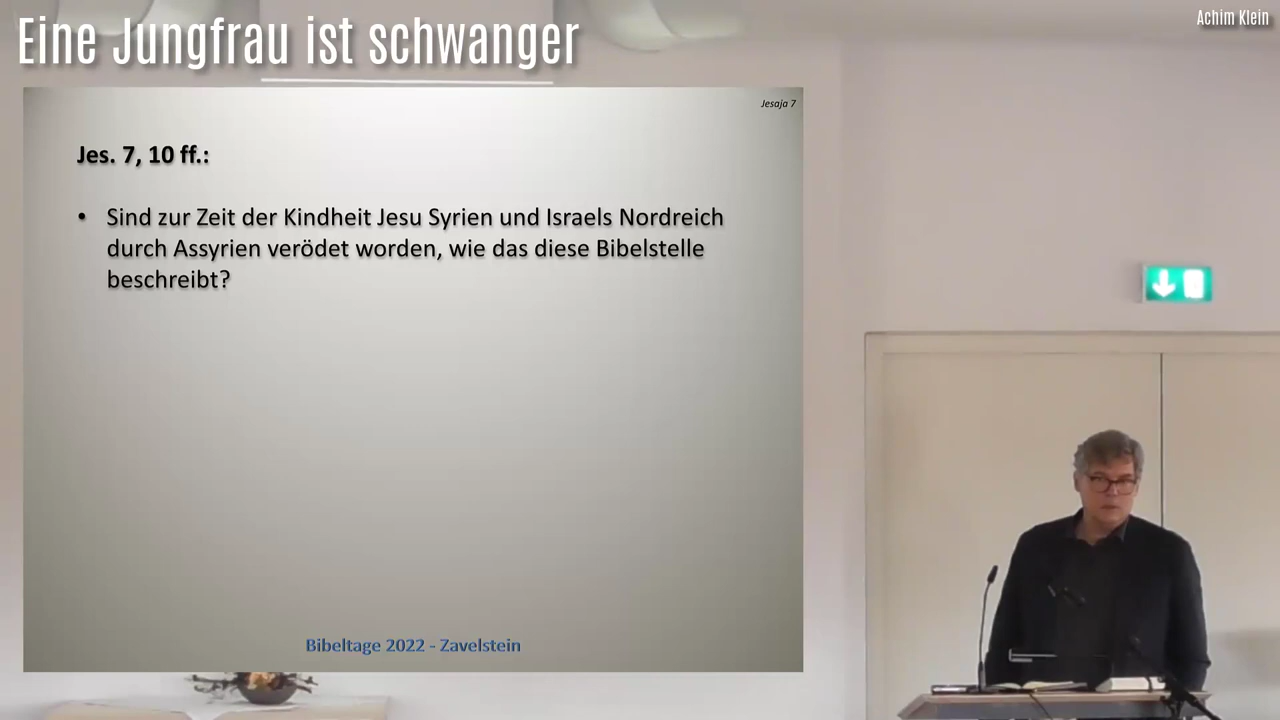 Eine Jungfrau ist schwanger
Achim Klein
Jesaja 7
Jes. 7, 10 ff.:
• Sind zur Zeit der Kindheit Jesu Syrien und Israels Nordreich
durch Assyrien verödet worden, wie das diese Bibelstelle
beschreibt?
Bibeltage 2022 - Zavelstein